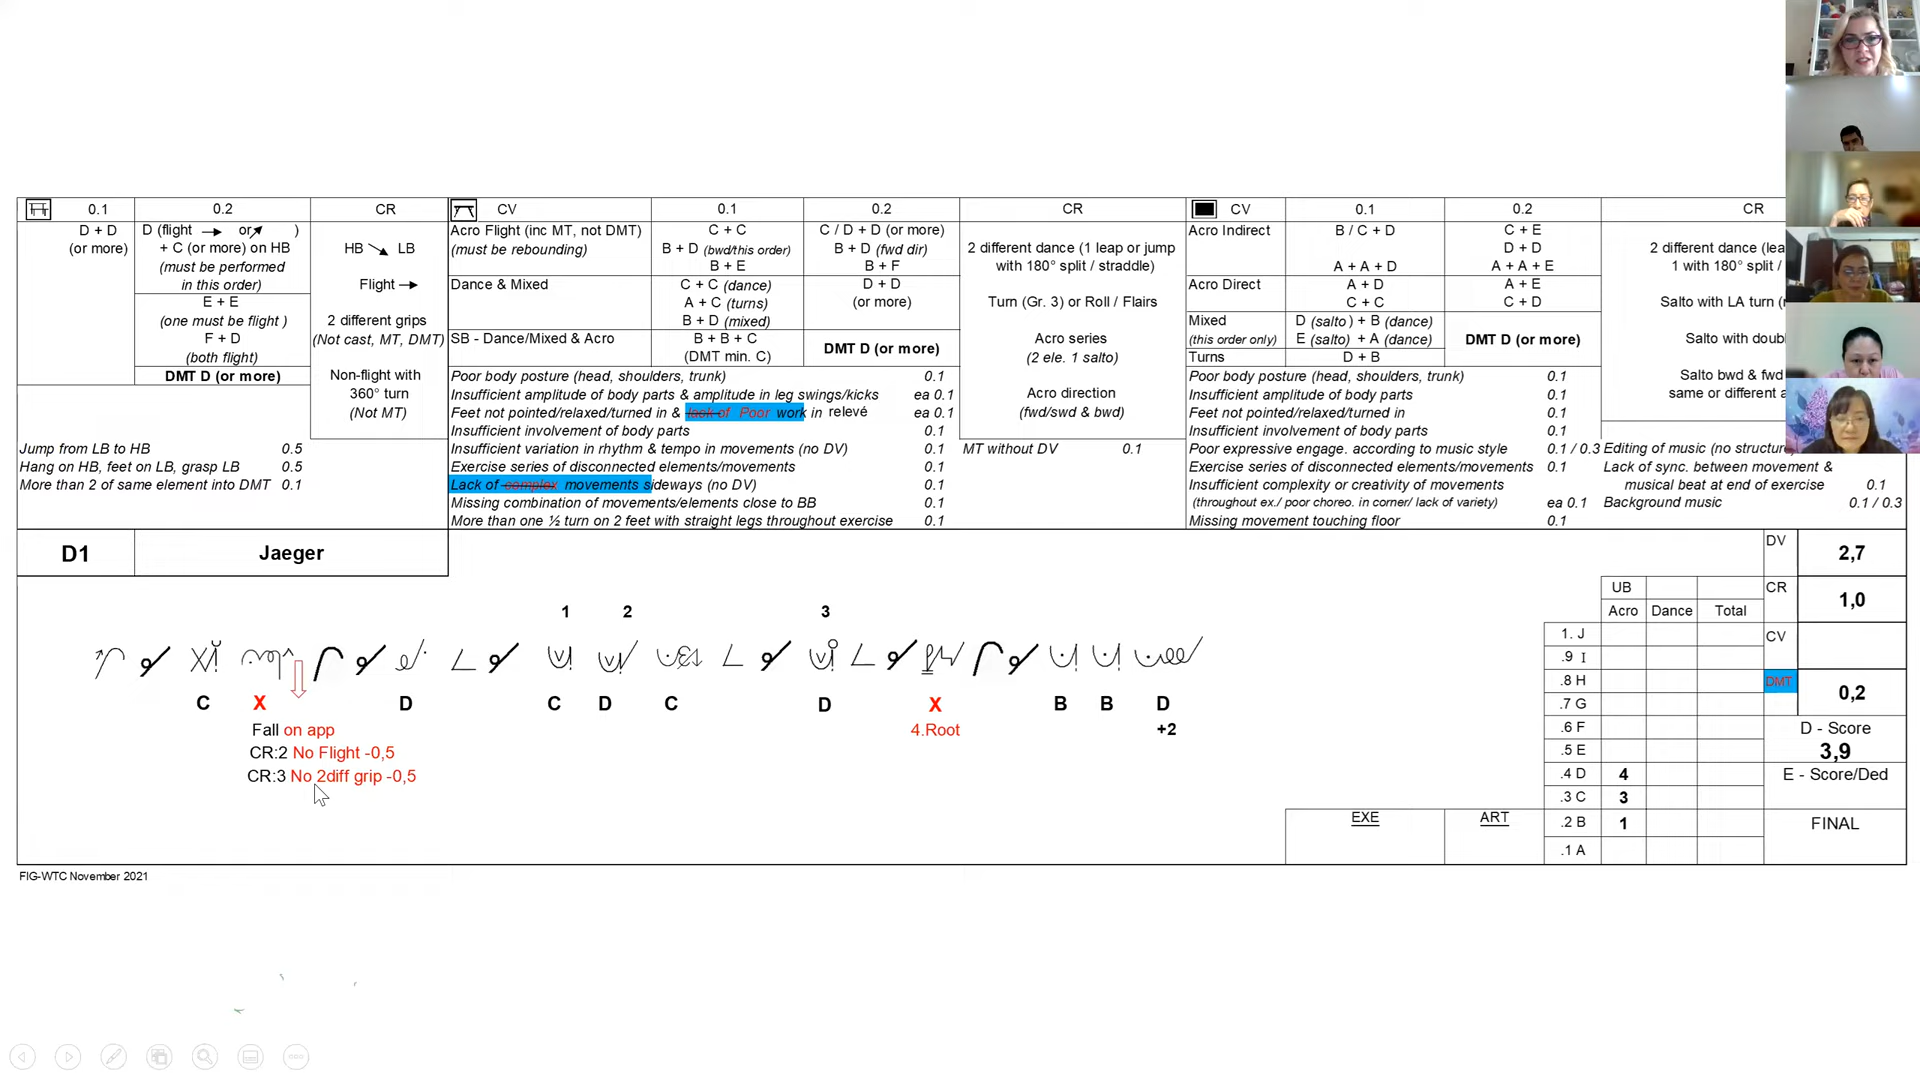 0.1 0.2 CR CV 0.1 0.2 CR CV 0.1 0.2 CR
D + D
(or more)
D (flight → or↗ )
+ C (or more) on HB
(must be performed
in this order)
E + E
(one must be flight )
F + D
(both flight)
DMT D (or more)
HB ↘ LB
Flight →
2 different grips
(Not cast, MT, DMT)
Non-flight with
360° turn
(Not MT)
Jump from LB to HB 0.5
Hang on HB, feet on LB, grasp LB 0.5
More than 2 of same element into DMT 0.1
Acro Flight (inc MT, not DMT)
(must be rebounding)
C + C
B + D (bwd/this order)
B + E
C / D + D (or more)
B + D (fwd dir)
B + F
Dance & Mixed
C + C (dance)
A + C (turns)
B + D (mixed)
D + D
(or more)
SB - Dance/Mixed & Acro
B + B + C
(DMT min. C)
DMT D (or more)
2 different dance (1 leap or jump
with 180° split / straddle)
Turn (Gr. 3) or Roll / Flairs
Acro series
(2 ele. 1 salto)
Acro direction
(fwd/swd & bwd)
Poor body posture (head, shoulders, trunk) 0.1
Insufficient amplitude of body parts & amplitude in leg swings/kicks ea 0.1
Feet not pointed/relaxed/turned in & lack of Poor work in relevé ea 0.1
Insufficient involvement of body parts 0.1
Insufficient variation in rhythm & tempo in movements (no DV) 0.1
Exercise series of disconnected elements/movements 0.1
Lack of complex movements sideways (no DV) 0.1
Missing combination of movements/elements close to BB 0.1
More than one ½ turn on 2 feet with straight legs throughout exercise 0.1
MT without DV 0.1
Acro Indirect
B / C + D
A + A + D
C + E
D + D
A + A + E
Acro Direct
A + D
C + C
A + E
C + D
Mixed
(this order only)
D (salto) + B (dance)
E (salto) + A (dance)
DMT D (or more)
Turns D + B
2 different dance
1 with 180° split /
Salto with LA turn
Salto with
Salto bwd & fwd
same or different
Poor body posture (head, shoulders, trunk) 0.1
Insufficient amplitude of body parts 0.1
Feet not pointed/relaxed/turned in 0.1
Insufficient involvement of body parts 0.1
Poor expressive engage. according to music style 0.1 / 0.3
Exercise series of disconnected elements/movements 0.1
Insufficient complexity or creativity of movements
(throughout ex./ poor choreo. in corner/ lack of variety) ea 0.1
Missing movement touching floor 0.1
Editing of music (no
Lack of sync. between movement &
musical beat at end of exercise 0.1
Background music 0.1 / 0.3
D1 Jaeger
1 2 3
C X D C D C D X B B D
Fall on app
4.Root
+2
CR:2 No Flight -0,5
CR:3 No 2diff grip -0,5
UB
Acro Dance Total
1. J
.9 I
.8 H
.7 G
.6 F
.5 E
.4 D 4
.3 C 3
.2 B 1
.1 A
DV 2,7
CR 1,0
CV
DMT 0,2
D - Score
3,9
E - Score/Ded
FINAL
EXE ART
FIG-WTC November 2021